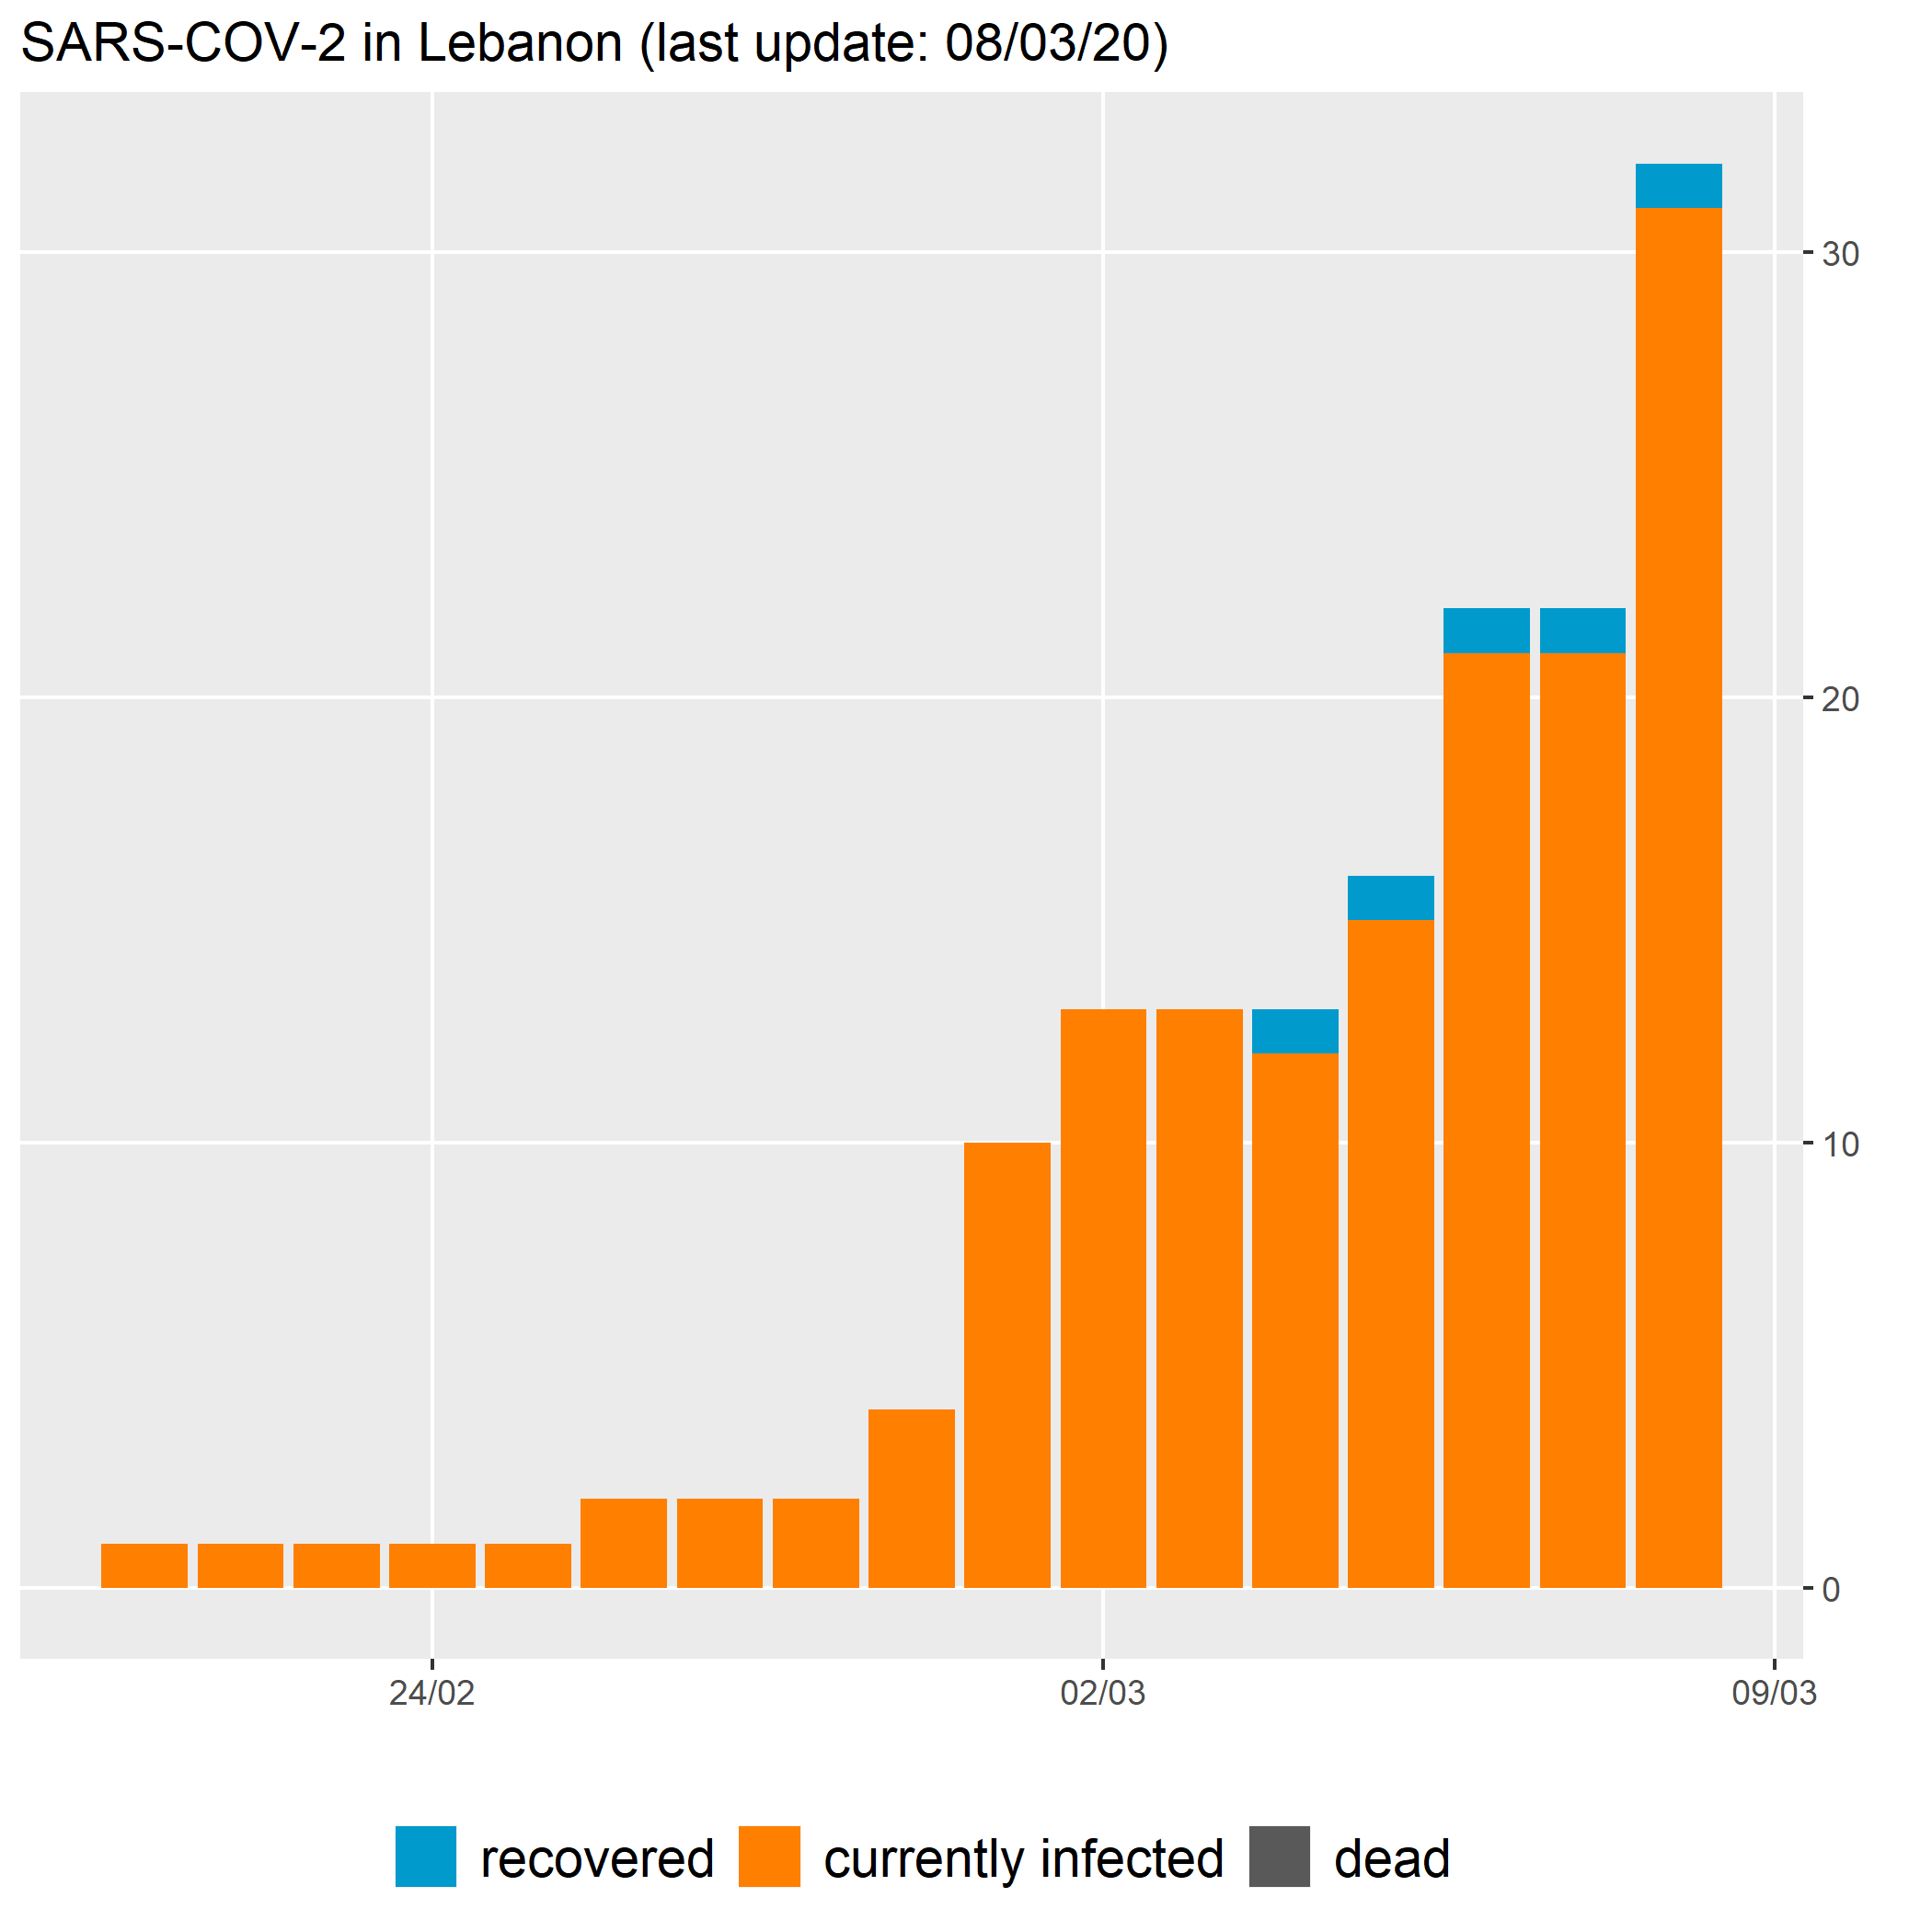 SARS-COV-2 in Lebanon (last update: 08/03/20)
30
20
10
0
24/02 02/03 09/03
recovered currently infected dead